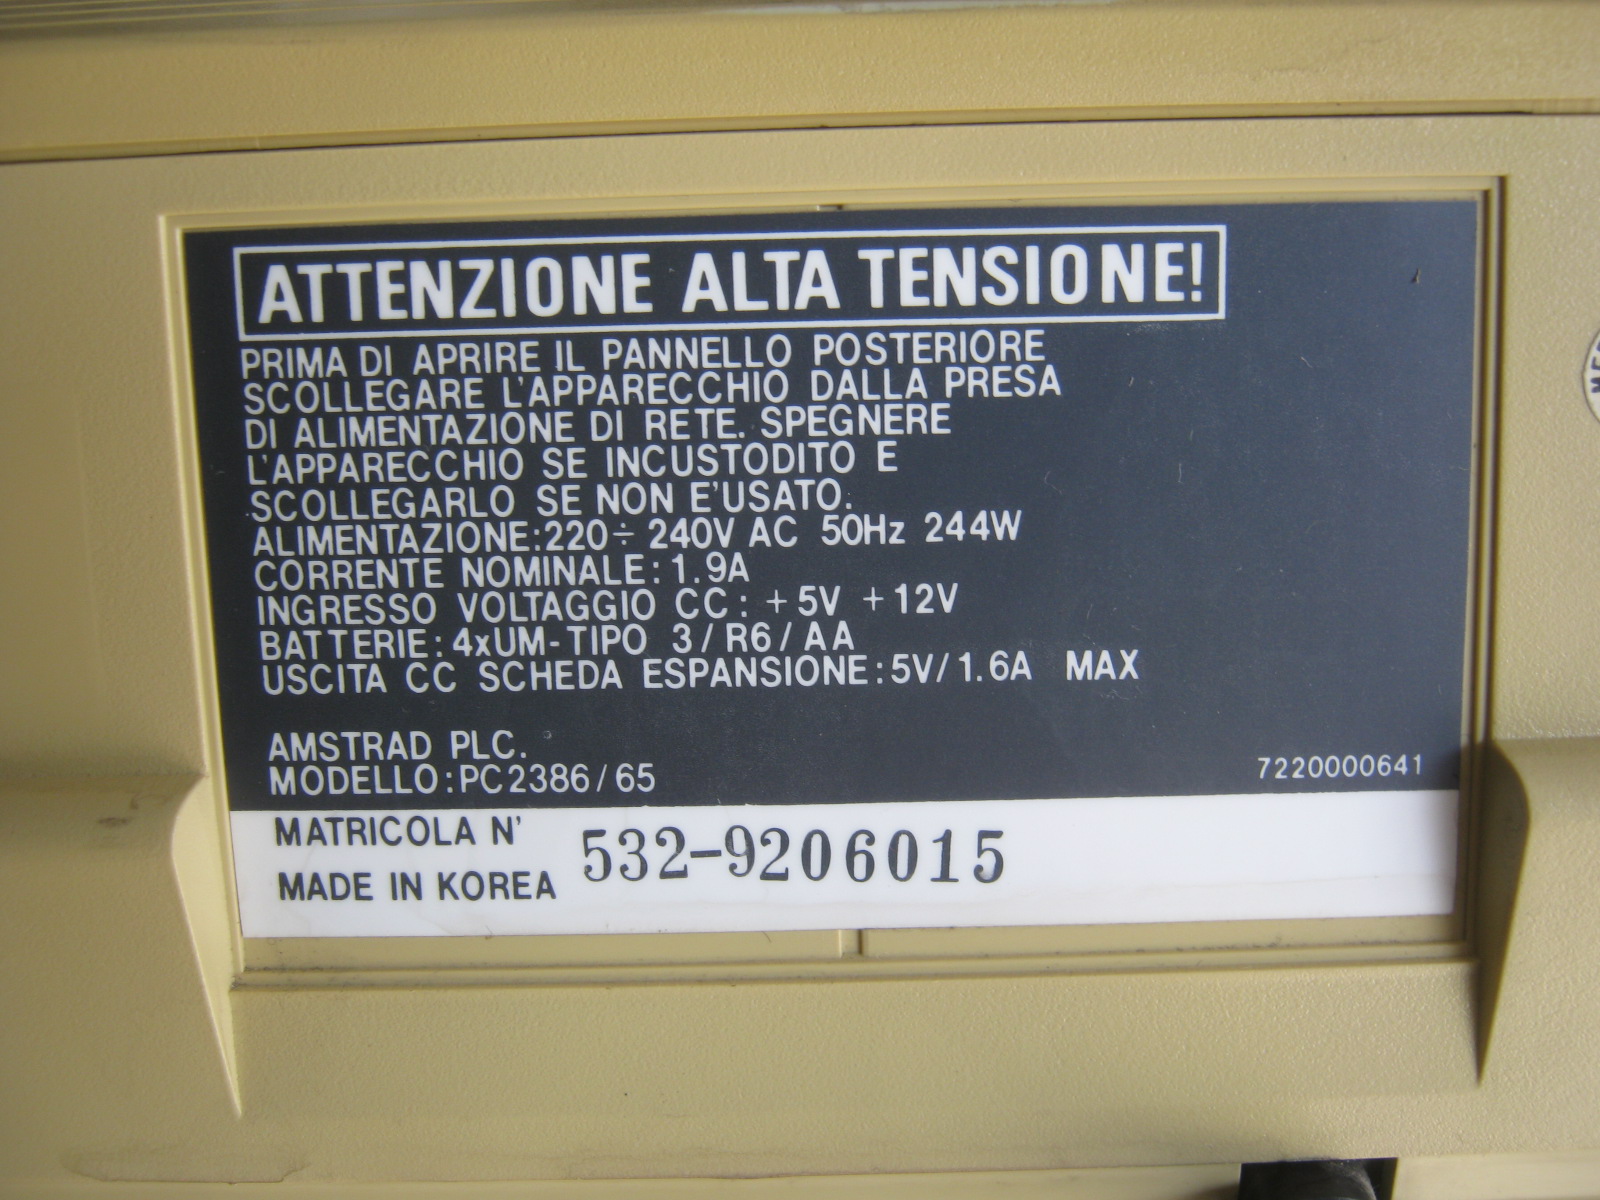 ATTENZIONE ALTA TENSIONE!
PRIMA DI APRIRE IL PANNELLO POSTERIORE
SCOLLEGARE L'APPARECCHIO DALLA PRESA
DI ALIMENTAZIONE DI RETE. SPEGNERE
L'APPARECCHIO SE INCUSTODITO E
SCOLLEGARLO SE NON E'USATO.
ALIMENTAZIONE:220÷ 240V AC 50Hz 244W
CORRENTE NOMINALE: 1.9A
INGRESSO VOLTAGGIO CC: +5V +12V
BATTERIE: 4xUM-TIPO 3/R6/AA
USCITA CC SCHEDA ESPANSIONE:5V/1.6A MAX
AMSTRAD PLC.
MODELLO:PC2386/65
7220000641
MATRICOLA N' 532-9206015
MADE IN KOREA